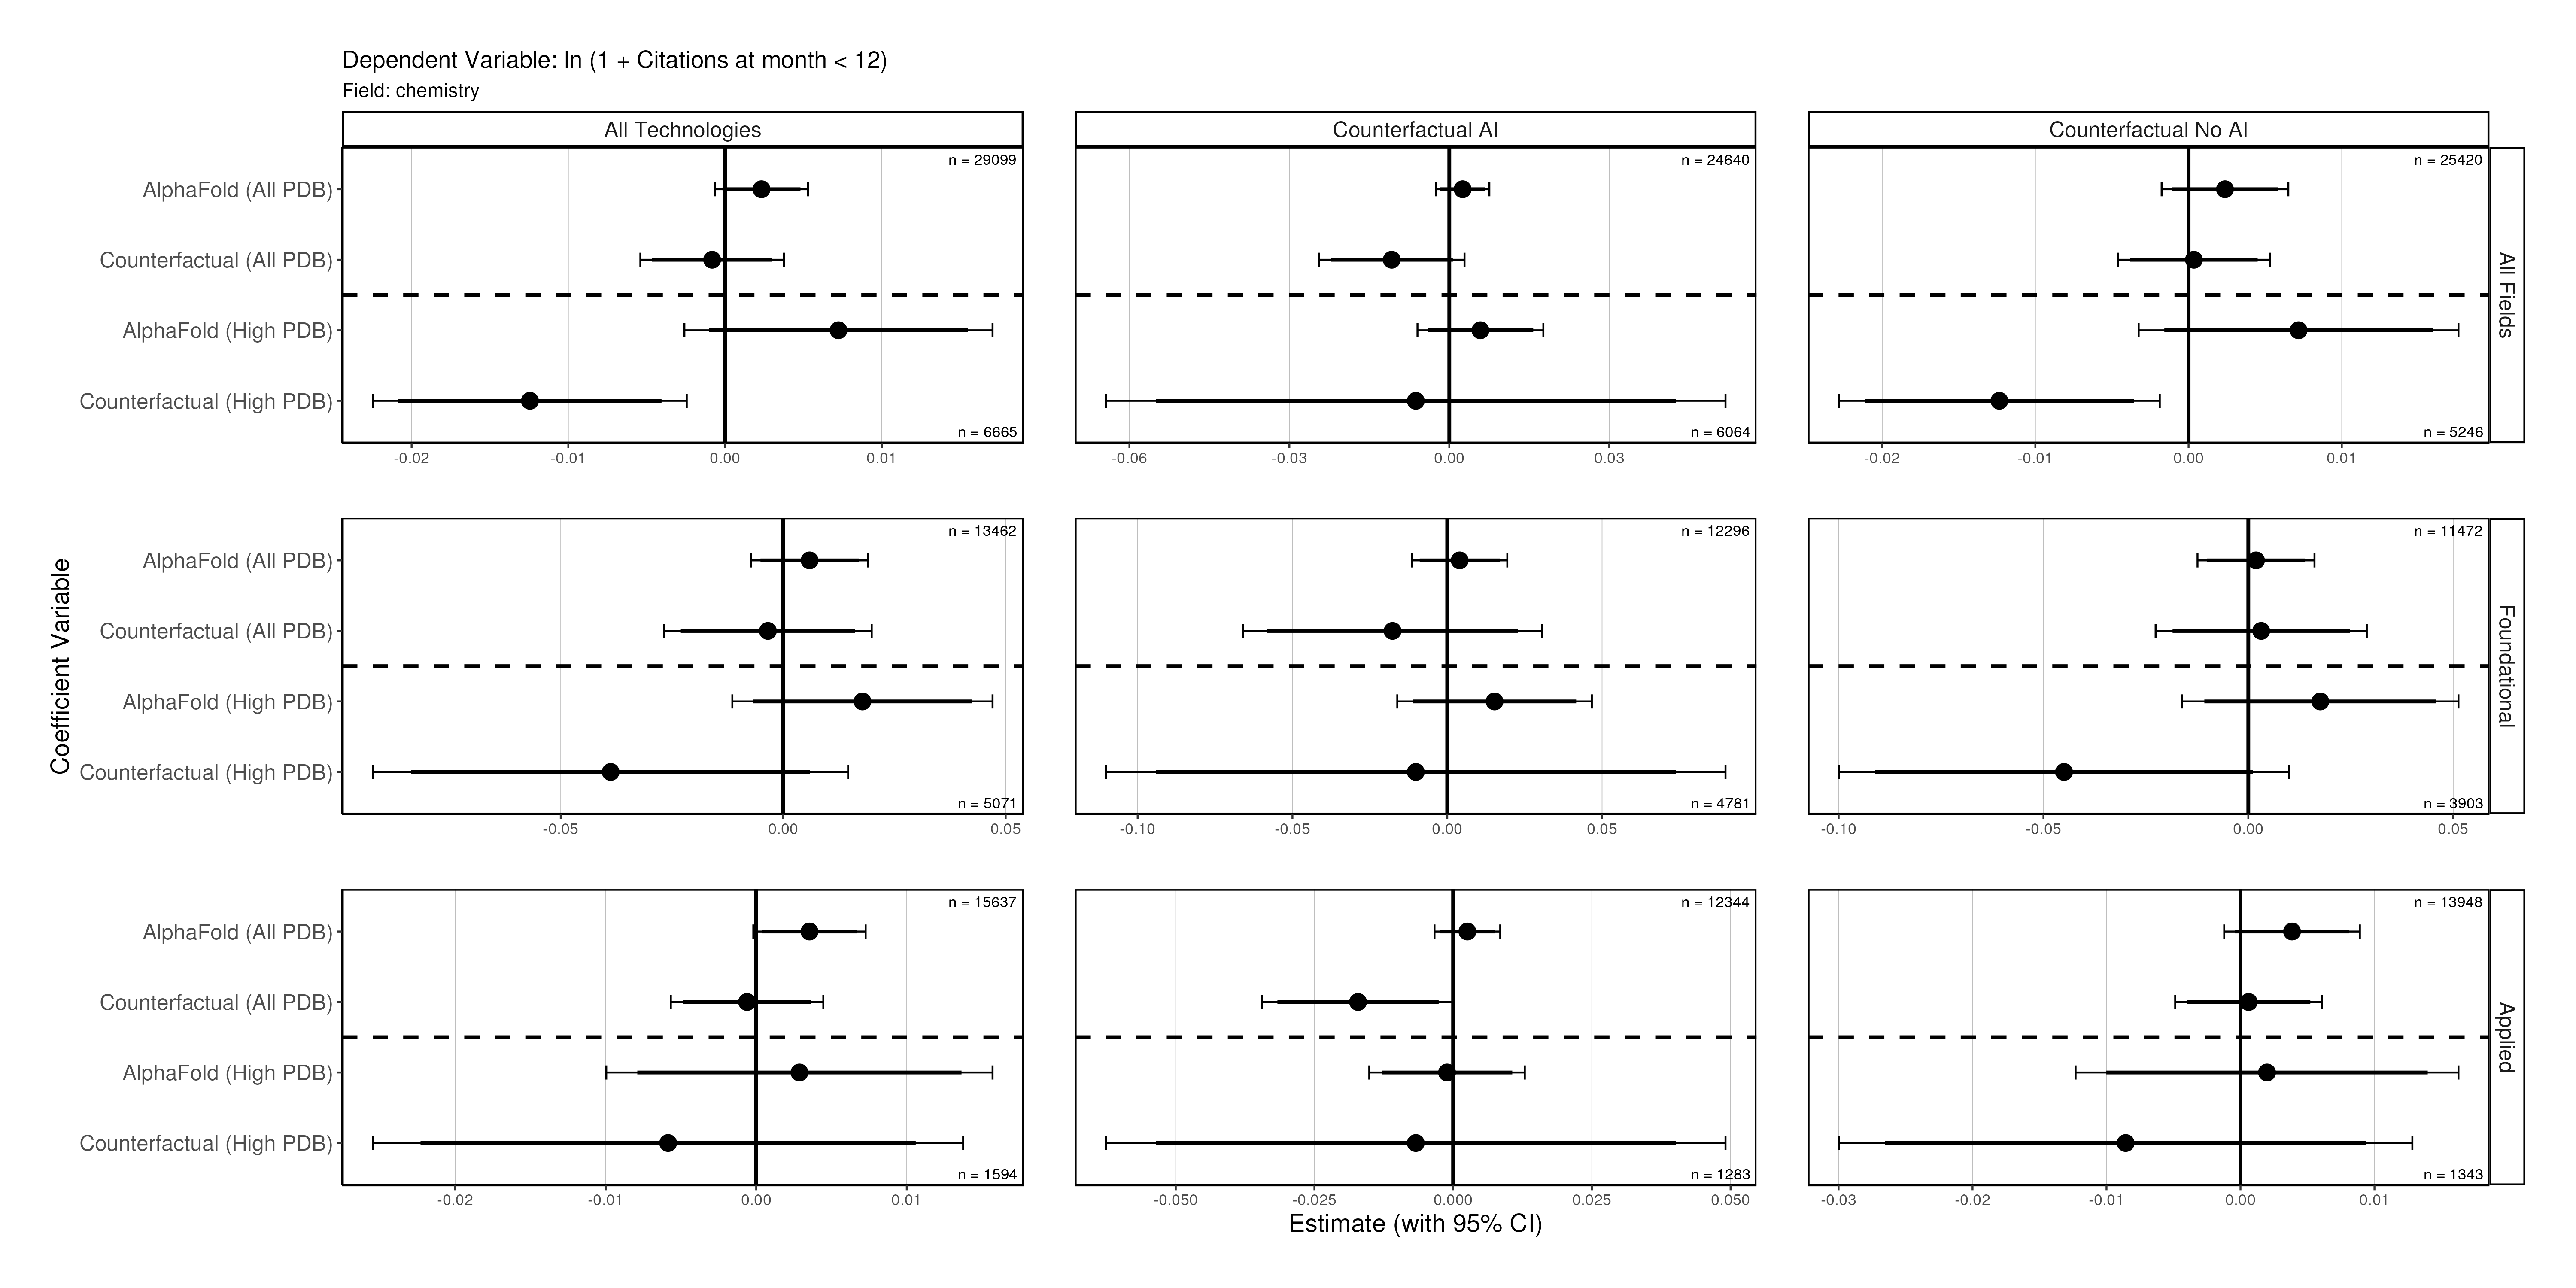 Dependent Variable: ln (1 + Citations at month < 12)
Field: chemistry
All Technologies
Counterfactual AI
Counterfactual No AI
n = 29099
n = 24640
n = 25420
AlphaFold (All PDB)
Counterfactual (All PDB)
AlphaFold (High PDB)
Counterfactual (High PDB)
n = 6665
n = 6064
n = 5246
All Fields
-0.02 -0.01 0.00 0.01
-0.06 -0.03 0.00 0.03
-0.02 -0.01 0.00 0.01
n = 13462
n = 12296
n = 11472
AlphaFold (All PDB)
Counterfactual (All PDB)
AlphaFold (High PDB)
Counterfactual (High PDB)
n = 5071
n = 4781
n = 3903
Foundational
Coefficient Variable
-0.05 0.00 0.05
-0.10 -0.05 0.00 0.05
-0.10 -0.05 0.00 0.05
n = 15637
n = 12344
n = 13948
AlphaFold (All PDB)
Counterfactual (All PDB)
AlphaFold (High PDB)
Counterfactual (High PDB)
n = 1594
n = 1283
n = 1343
Applied
-0.02 -0.01 0.00 0.01
-0.050 -0.025 0.000 0.025 0.050
-0.03 -0.02 -0.01 0.00 0.01
Estimate (with 95% CI)